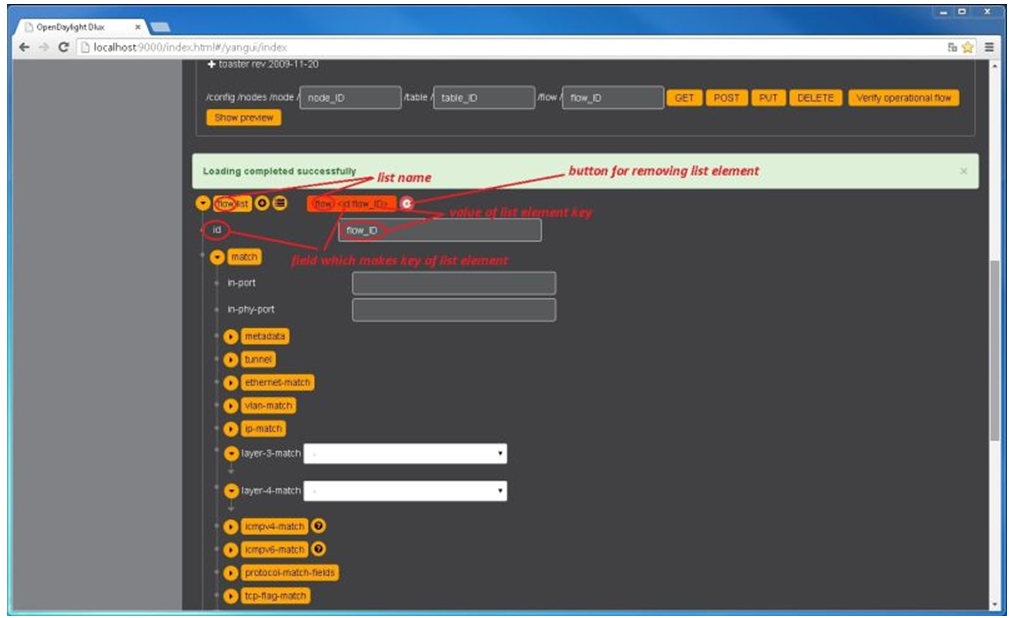 OpenDaylight Dlux
localhost:9000/index.html#/yangui/index
toaster rev.2009-11-20
/config /nodes /node / node_ID /table / table_ID /flow / flow_ID GET POST PUT DELETE Verify operational flow
Show preview
Loading completed successfully
list name
button for removing list element
flow list flow <id:flow_ID>
value of list element key
id flow_ID
field which makes key of list element
match
in-port
in-phy-port
metadata
tunnel
ethernet-match
vlan-match
ip-match
layer-3-match
layer-4-match
icmpv4-match
icmpv6-match
protocol-match-fields
tcp-flag-match